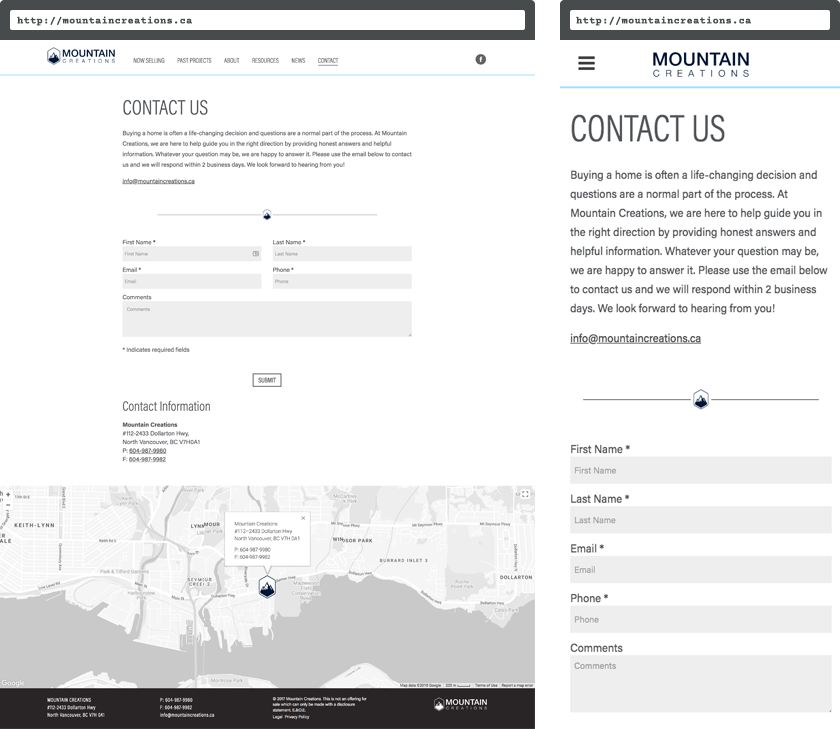 http://mountaincreations.ca
MOUNTAIN
CREATIONS
NOW SELLING PAST PROJECTS ABOUT RESOURCES NEWS CONTACT
f
CONTACT US
Buying a home is often a life-changing decision and questions are a normal part of the process. At Mountain
Creations, we are here to help guide you in the right direction by providing honest answers and helpful
information. Whatever your question may be, we are happy to answer it. Please use the email below to contact
us and we will respond within 2 business days. We look forward to hearing from you!
info@mountaincreations.ca
First Name * Last Name *
First Name Last Name
Email * Phone *
Email Phone
Comments
Comments
* Indicates required fields
SUBMIT
Contact Information
Mountain Creations
#112-2433 Dollarton Hwy,
North Vancouver, BC V7H0A1
P: 604-987-9980
F: 604-987-9982
KEITH-LYNN
Keith Rd E
Park & Tilford Gardens
Main St
SEYMOUR
CREEK 3
Mountain Creations
#112–2433 Dollarton Hwy
North Vancouver, BC V7H 0A1
P: 604-987-9980
F: 604-987-9982
Mt Seymour Pkwy
BURRARD INLET 3
DOLLARTON
Dollarton Hwy
Google
Map data ©2018 Google 200 m Terms of Use Report a map error
MOUNTAIN CREATIONS
#112-2433 Dollarton Hwy
North Vancouver, BC V7H 0A1
P: 604-987-9980
F: 604-987-9982
info@mountaincreations.ca
© 2017 Mountain Creations. This is not an offering for
sale which can only be made with a disclosure
statement. E.&O.E.
Legal Privacy Policy
MOUNTAIN
CREATIONS
http://mountaincreations.ca
MOUNTAIN
CREATIONS
CONTACT US
Buying a home is often a life-changing decision and
questions are a normal part of the process. At
Mountain Creations, we are here to help guide you in
the right direction by providing honest answers and
helpful information. Whatever your question may be,
we are happy to answer it. Please use the email below
to contact us and we will respond within 2 business
days. We look forward to hearing from you!
info@mountaincreations.ca
First Name *
First Name
Last Name *
Last Name
Email *
Email
Phone *
Phone
Comments
Comments